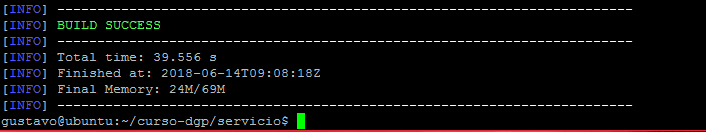 [INFO] ------------------------------------------------------------------------
[INFO] BUILD SUCCESS
[INFO] ------------------------------------------------------------------------
[INFO] Total time: 39.556 s
[INFO] Finished at: 2018-06-14T09:08:18Z
[INFO] Final Memory: 24M/69M
[INFO] ------------------------------------------------------------------------
gustavo@ubuntu:~/curso-dgp/servicio$